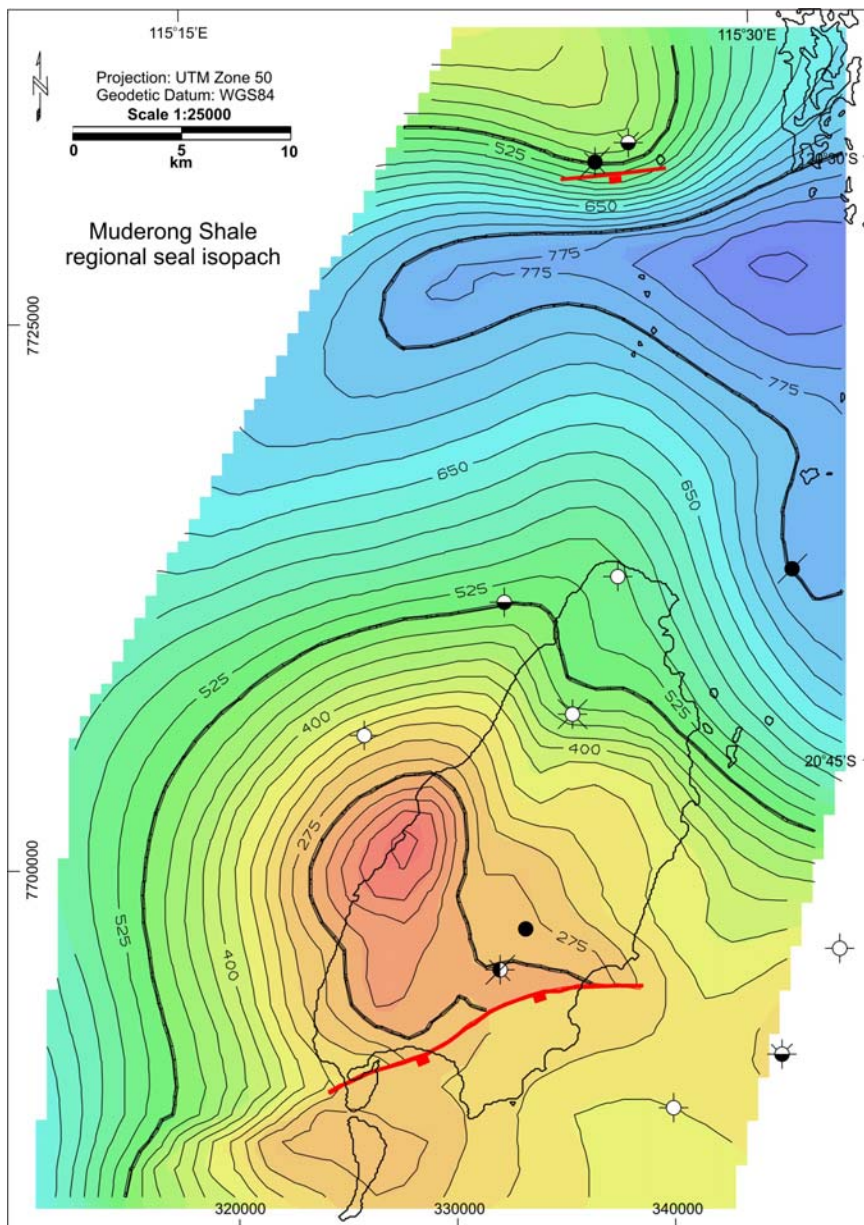 115°15'E
115°30'E
Projection: UTM Zone 50
Geodetic Datum: WGS84
Scale 1:25000
0 5 10
km
525
20°30'S
650
Muderong Shale
regional seal isopach
775
775
7725000
775
650
650
525
525
525
400
400
20°45'S
275
7700000
525
275
400
320000 330000 340000